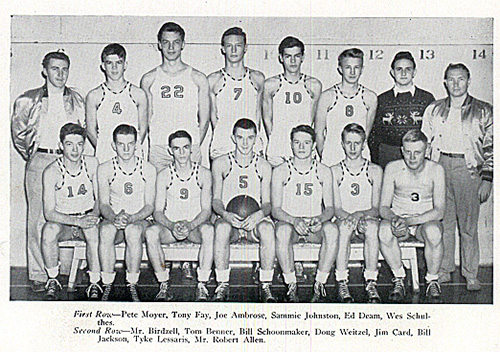 6 10 11 12 13 14
4 22 7 10 8
14 6 9 5 15 3 3
First Row—Pete Moyer, Tony Fay, Joe Ambrose, Sammie Johnston, Ed Deam, Wes Schul-
thes.
Second Row—Mr. Birdzell, Tom Benner, Bill Schoonmaker, Doug Weitzel, Jim Card, Bill
Jackson, Tyke Lessaris, Mr. Robert Allen.